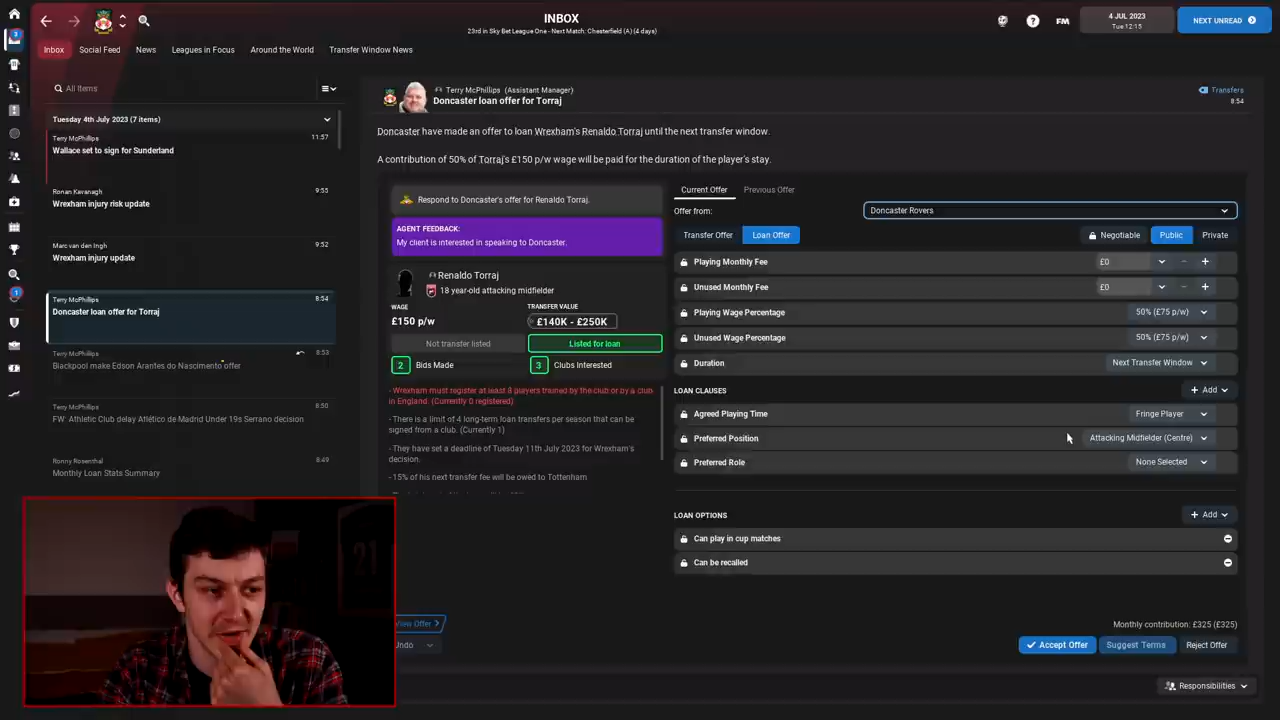 INBOX
23rd in Sky Bet League One - Next Match: Chesterfield (A) (4 days)
FM
4 JUL 2023
Tue 12:15
NEXT UNREAD
3
Inbox
Social Feed
News
Leagues in Focus
Around the World
Transfer Window News
All Items
Tuesday 4th July 2023 (7 items)
Terry McPhillips 11:57
Wallace set to sign for Sunderland
Ronan Kavanagh 9:55
Wrexham injury risk update
Marc van den Ingh 9:52
Wrexham injury update
Terry McPhillips 8:54
Doncaster loan offer for Torraj
Terry McPhillips 8:53
Blackpool make Edson Arantes do Nascimento offer
Terry McPhillips 8:50
FW: Athletic Club delay Atlético de Madrid Under 19s Serrano decision
Ronny Rosenthal 8:49
Monthly Loan Stats Summary
1
Terry McPhillips (Assistant Manager)
Doncaster loan offer for Torraj
Transfers
8:54
Doncaster have made an offer to loan Wrexham's Renaldo Torraj until the next transfer window.
A contribution of 50% of Torraj's £150 p/w wage will be paid for the duration of the player's stay.
Respond to Doncaster's offer for Renaldo Torraj.
AGENT FEEDBACK:
My client is interested in speaking to Doncaster.
Renaldo Torraj
18 year-old attacking midfielder
WAGE
TRANSFER VALUE
£150 p/w
£140K - £250K
Not transfer listed
Listed for loan
2 Bids Made
3 Clubs Interested
- Wrexham must register at least 8 players trained by the club or by a club
in England. (Currently 0 registered)
- There is a limit of 4 long-term loan transfers per season that can be
signed from a club. (Currently 1)
- They have set a deadline of Tuesday 11th July 2023 for Wrexham's
decision.
- 15% of his next transfer fee will be owed to Tottenham
View Offer
Undo
Current Offer
Previous Offer
Offer from:
Doncaster Rovers
Transfer Offer
Loan Offer
Negotiable
Public
Private
Playing Monthly Fee £0
Unused Monthly Fee £0
Playing Wage Percentage 50% (£75 p/w)
Unused Wage Percentage 50% (£75 p/w)
Duration Next Transfer Window
LOAN CLAUSES
+ Add
Agreed Playing Time Fringe Player
Preferred Position Attacking Midfielder (Centre)
Preferred Role None Selected
LOAN OPTIONS
+ Add
Can play in cup matches
Can be recalled
Monthly contribution: £325 (£325)
Accept Offer
Suggest Terms
Reject Offer
Responsibilities
21